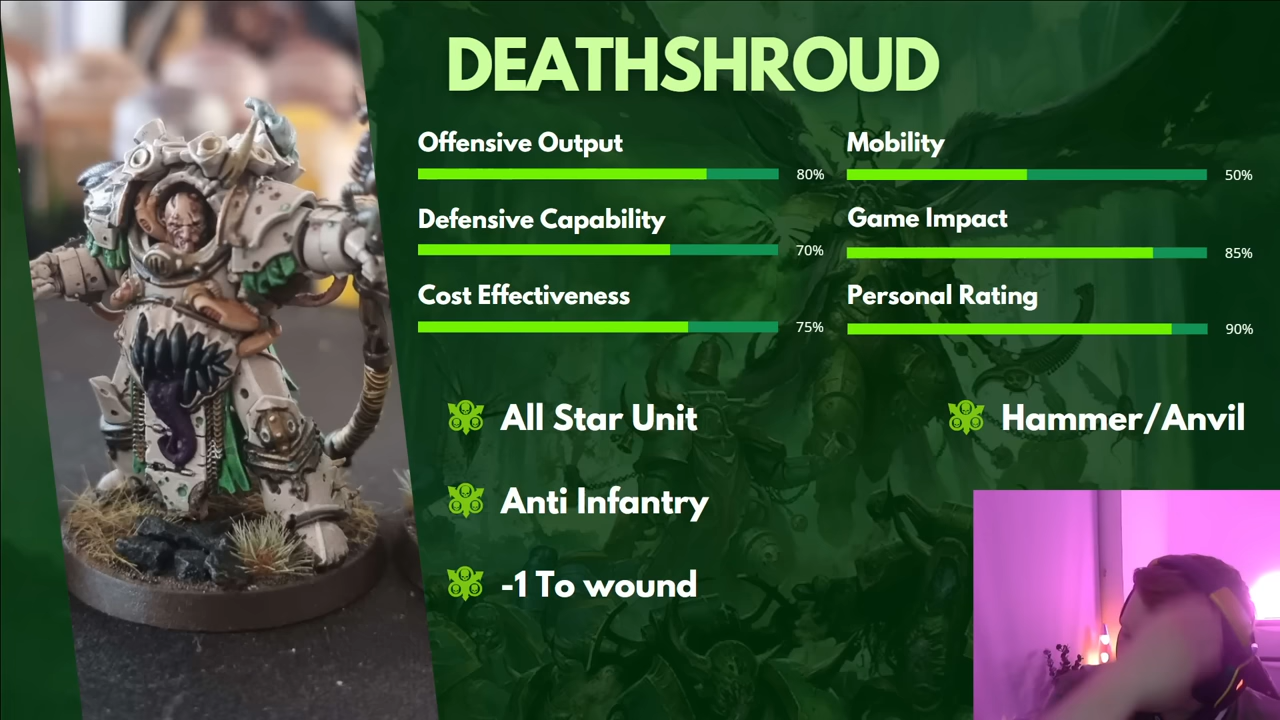 DEATHSHROUD
Offensive Output
80%
Defensive Capability
70%
Cost Effectiveness
75%
Mobility
50%
Game Impact
85%
Personal Rating
90%
All Star Unit
Anti Infantry
-1 To wound
Hammer/Anvil